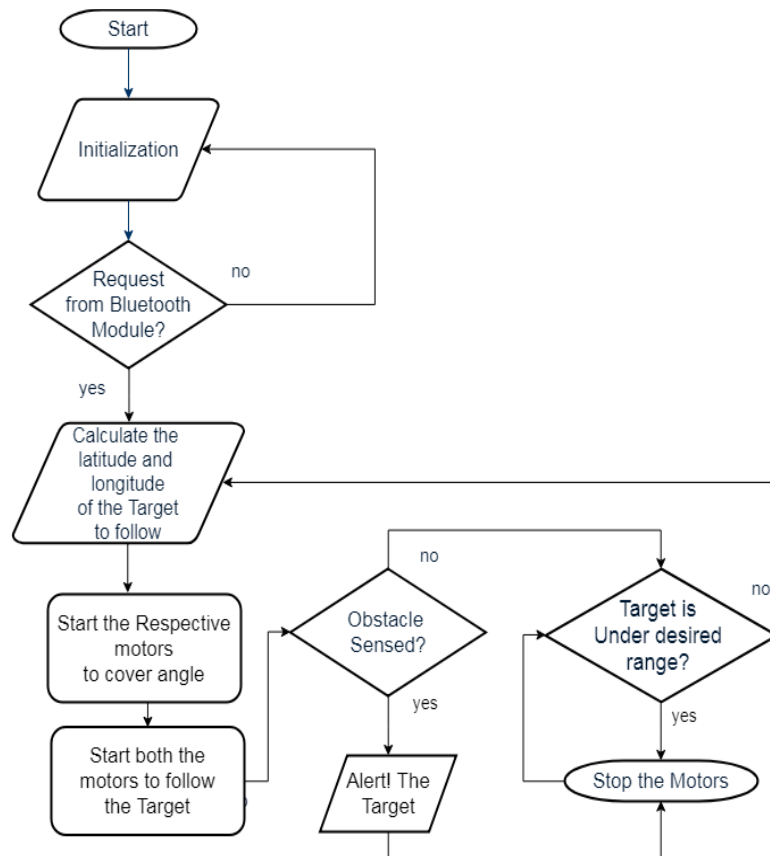 Start
Initialization
Request
from Bluetooth
Module?
no
yes
Calculate the
latitude and
longitude
of the Target
to follow
Start the Respective
motors
to cover angle
Start both the
motors to follow
the Target
Obstacle
Sensed?
no
yes
Alert! The
Target
Target is
Under desired
range?
no
yes
Stop the Motors